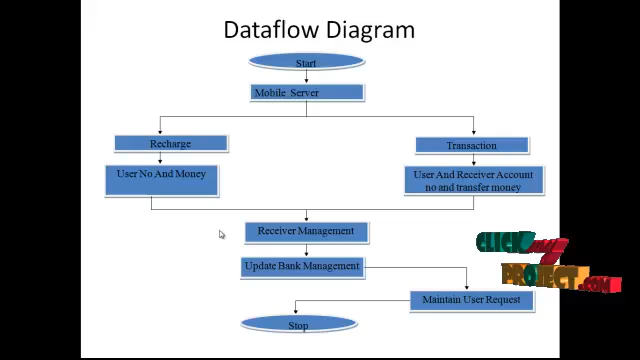 Dataflow Diagram
Start
Mobile Server
Recharge
Transaction
User No And Money
User And Receiver Account
no and transfer money
Receiver Management
Update Bank Management
Maintain User Request
Stop
CLICK MY
PROJECT.COM